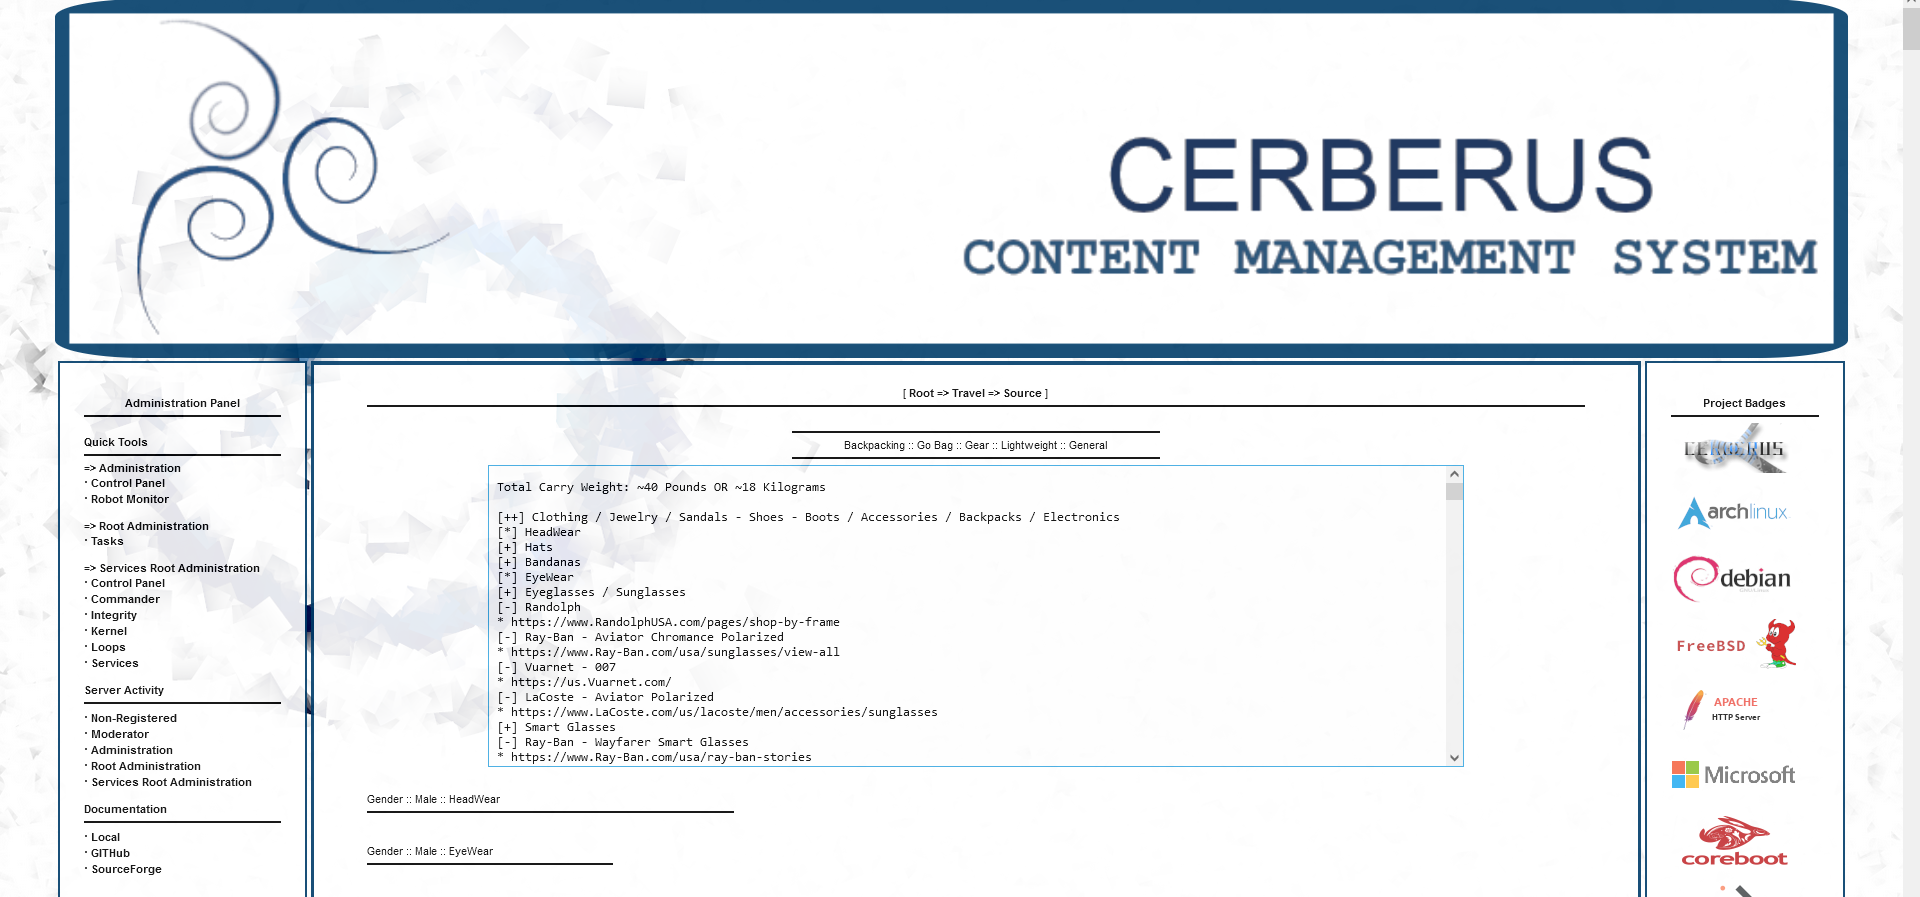 CERBERUS
CONTENT MANAGEMENT SYSTEM
Administration Panel
Quick Tools
=> Administration
· Control Panel
· Robot Monitor
=> Root Administration
· Tasks
=> Services Root Administration
· Control Panel
· Commander
· Integrity
· Kernel
· Loops
· Services
Server Activity
· Non-Registered
· Moderator
· Administration
· Root Administration
· Services Root Administration
Documentation
· Local
· GITHub
· SourceForge
[ Root => Travel => Source ]
Backpacking :: Go Bag :: Gear :: Lightweight :: General
Total Carry Weight: ~40 Pounds OR ~18 Kilograms
[++] Clothing / Jewelry / Sandals - Shoes - Boots / Accessories / Backpacks / Electronics
[*] HeadWear
[+] Hats
[+] Bandanas
[*] EyeWear
[+] Eyeglasses / Sunglasses
[-] Randolph
* https://www.RandolphUSA.com/pages/shop-by-frame
[-] Ray-Ban - Aviator Chromance Polarized
* https://www.Ray-Ban.com/usa/sunglasses/view-all
[-] Vuarnet - 007
* https://us.Vuarnet.com/
[-] LaCoste - Aviator Polarized
* https://www.LaCoste.com/us/lacoste/men/accessories/sunglasses
[+] Smart Glasses
[-] Ray-Ban - Wayfarer Smart Glasses
* https://www.Ray-Ban.com/usa/ray-ban-stories
Gender :: Male :: HeadWear
Gender :: Male :: EyeWear
Project Badges
CERBERUS
archlinux
debian
FreeBSD
APACHE
HTTP Server
Microsoft
coreboot